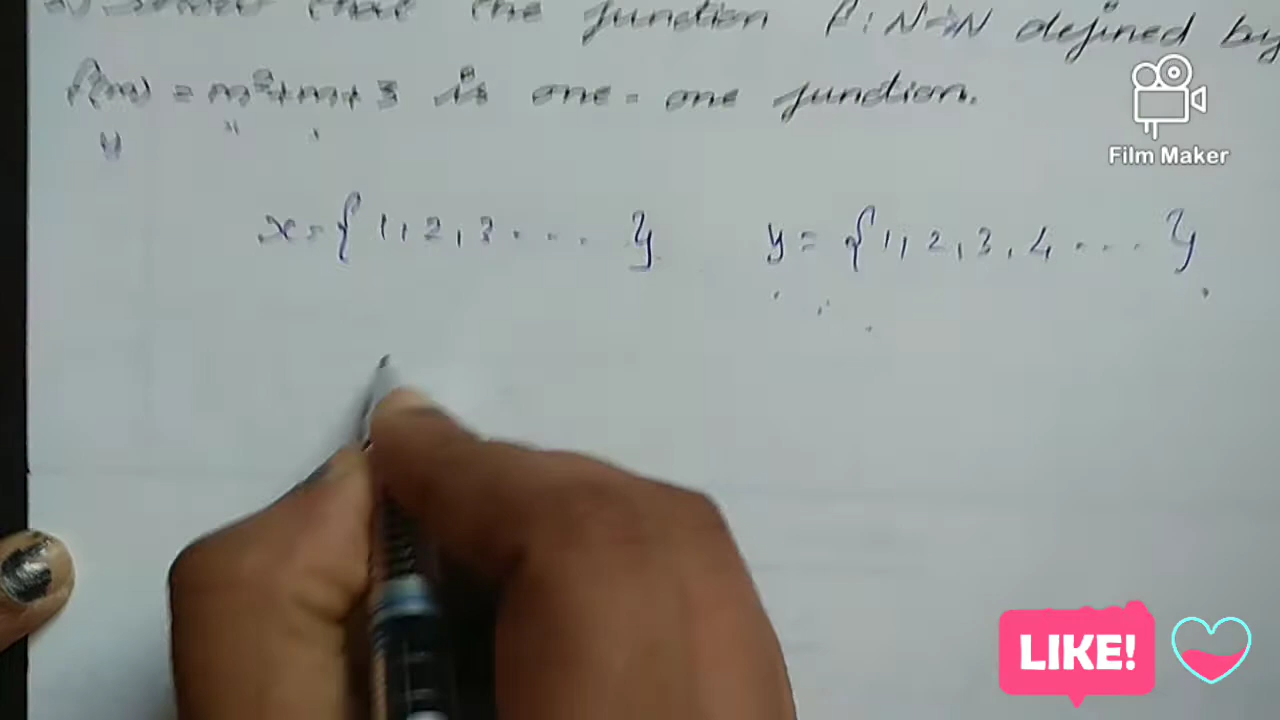 that the function f : N→N defined by
f(m) = m²+m+3 is one - one function.
Film Maker
x = { 1, 2, 3 . . . . }   y = { 1, 2, 3, 4 . . . }
LIKE!